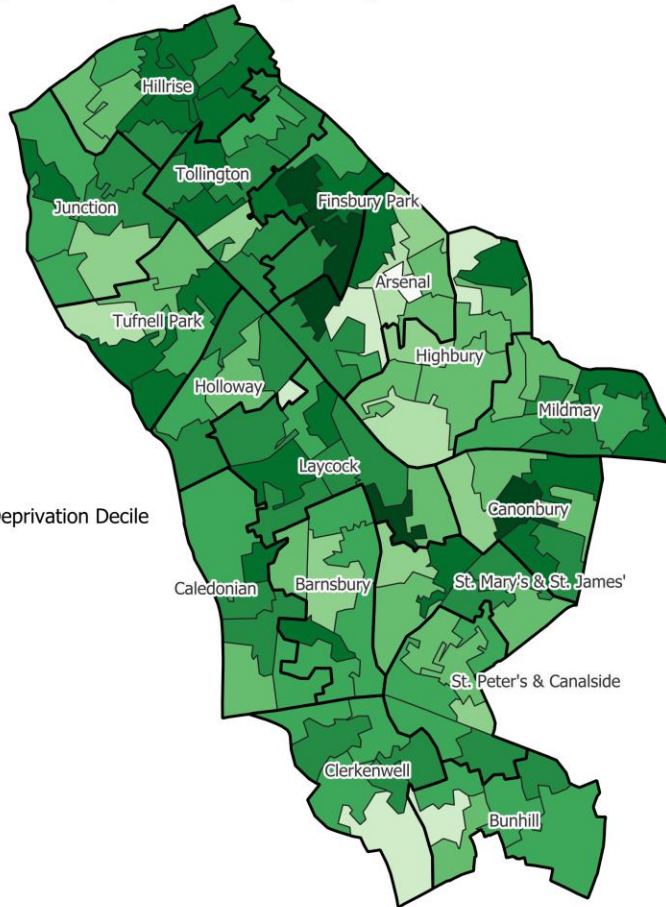 Hillrise
Tollington
Finsbury Park
Junction
Arsenal
Tufnell Park
Highbury
Holloway
Mildmay
Laycock
Canonbury
Decile
Caledonian
Barnsbury
St. Mary's & St. James'
St. Peter's & Canalside
Clerkenwell
Bunhill